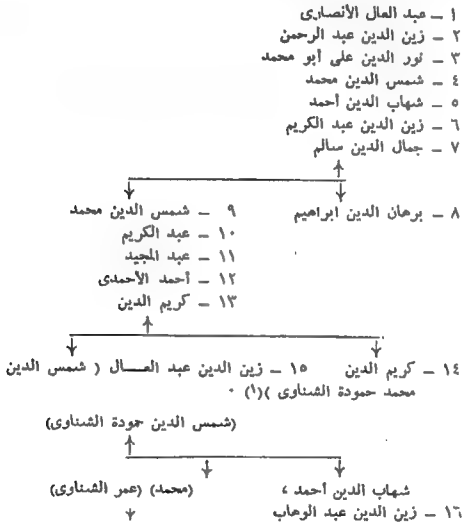 ١ ـ عبد العال الأنصارى
٢ ـ زين الدين عبد الرحمن
٣ ـ نور الدين على أبو محمد
٤ ـ شمس الدين محمد
٥ ـ شهاب الدين أحمد
٦ ـ زين الدين عبد الكريم
٧ ـ جمال الدين سالم
٨ ـ برهان الدين ابراهيم ٩ ـ شمس الدين محمد
١٠ ـ عبد الكريم
١١ ـ عبد المجيد
١٢ ـ أحمد الأحمدى
١٣ ـ كريم الدين
١٤ ـ كريم الدين ١٥ ـ زين الدين عبد العـــال ( شمس الدين
محمد حمودة الشناوى )(١) ٠
(شمس الدين حمودة الشناوى)
شهاب الدين أحمد ، (محمد) (عمر الشناوى)
١٦ ـ زين الدين عبد الوهاب